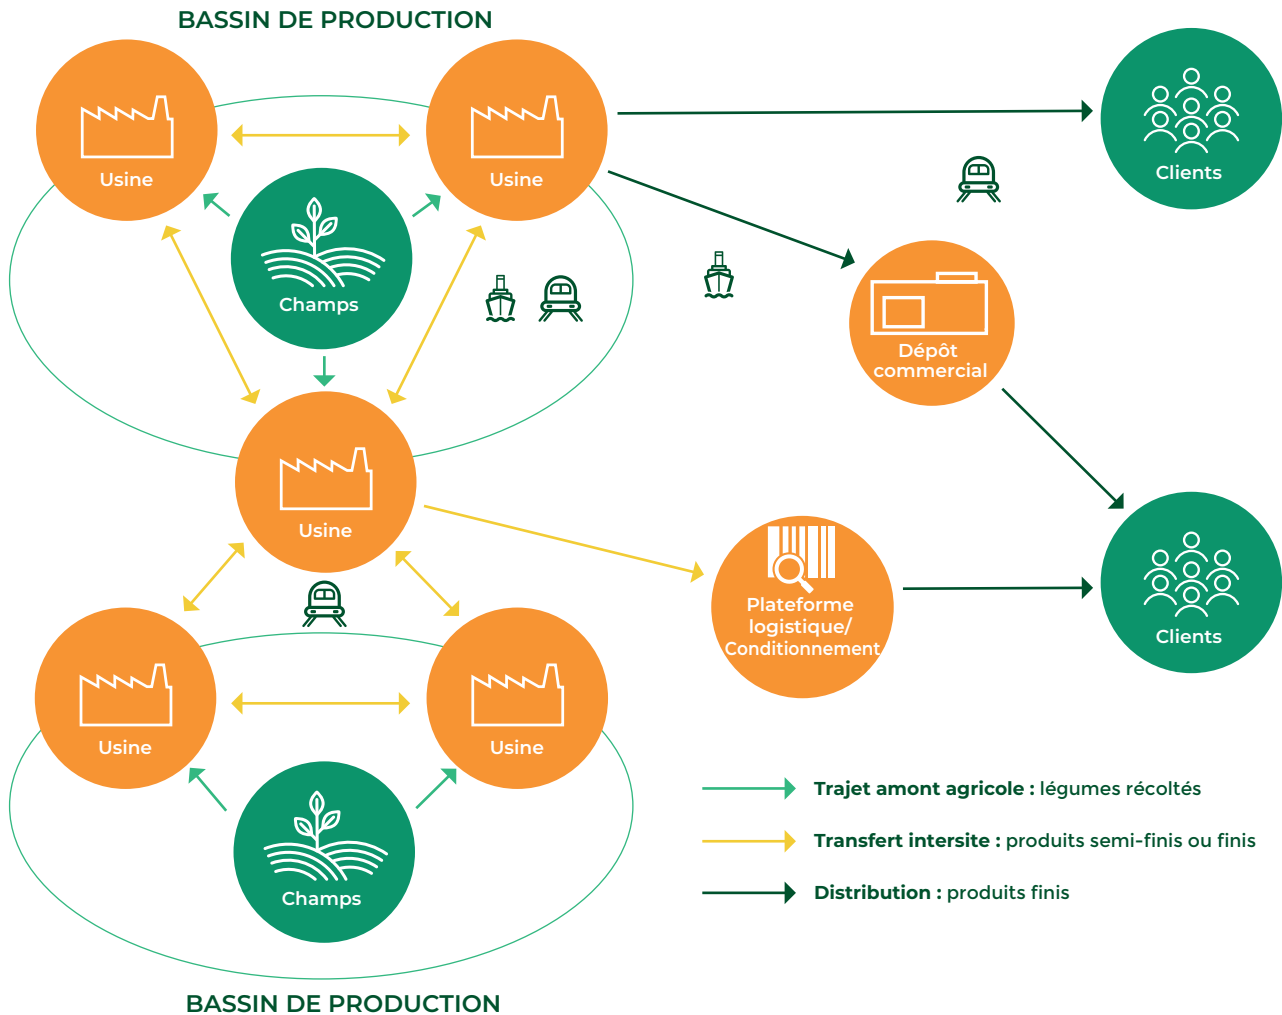 BASSIN DE PRODUCTION
Usine
Usine
Clients
Champs
Dépôt
commercial
Usine
Plateforme
logistique/
Conditionnement
Clients
Usine
Usine
Champs
Trajet amont agricole : légumes récoltés
Transfert intersite : produits semi-finis ou finis
Distribution : produits finis
BASSIN DE PRODUCTION